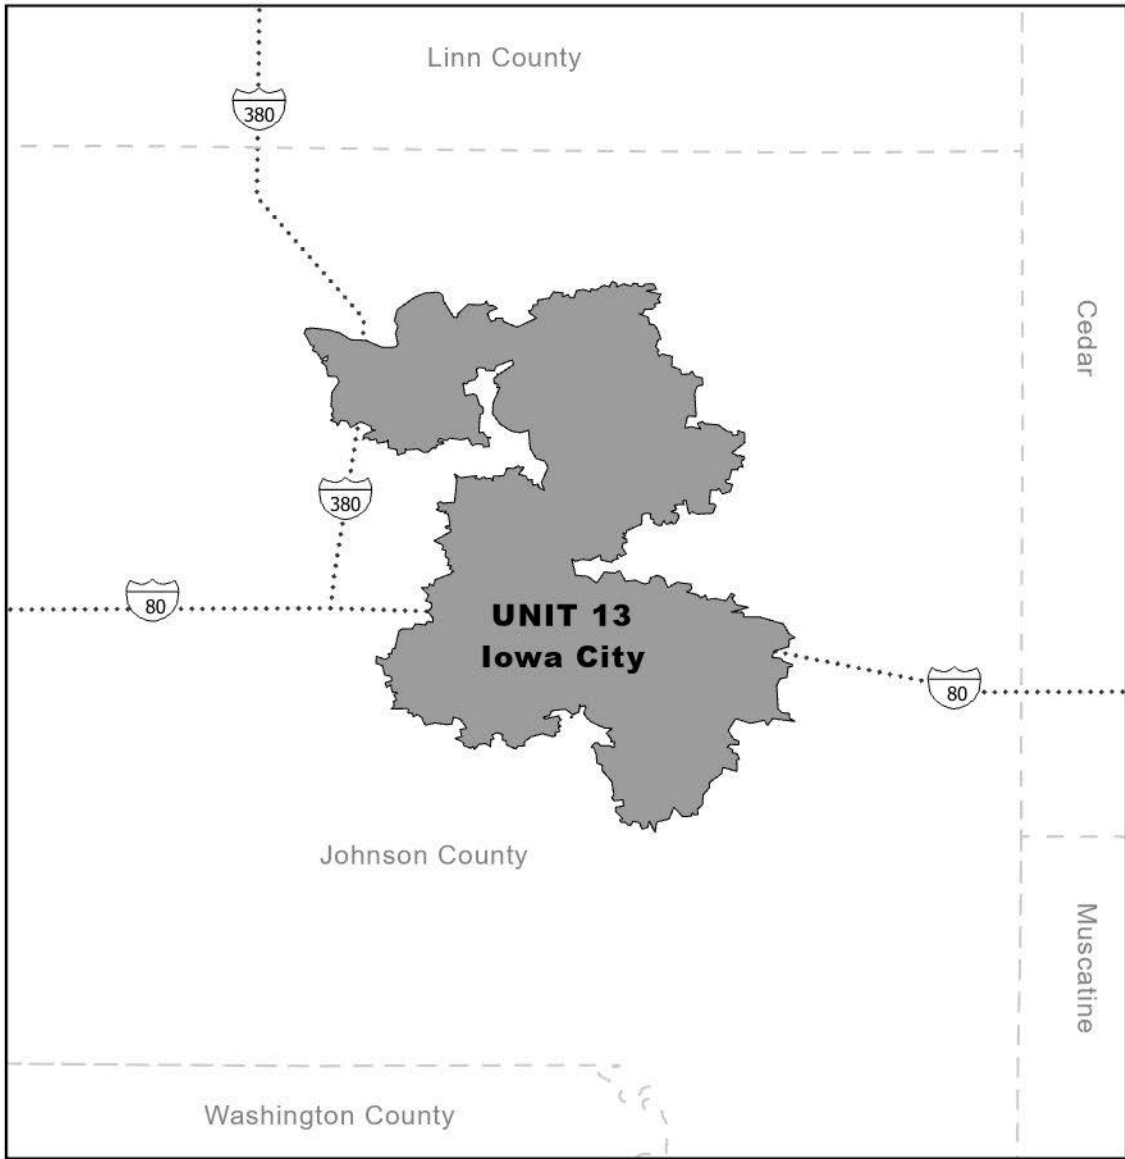 Linn County
380
Cedar
380
80
UNIT 13
Iowa City
80
Johnson County
Muscatine
Washington County